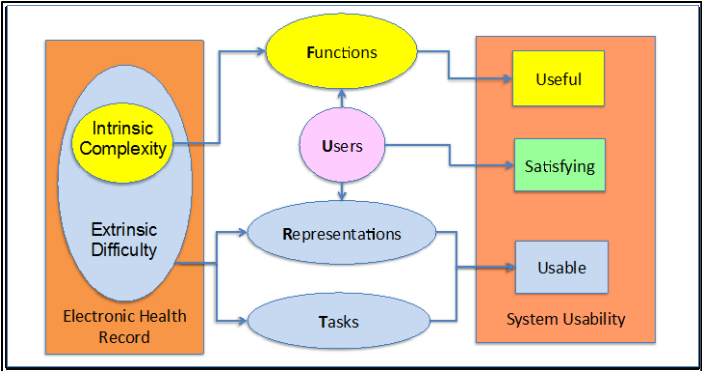 Functions
Useful
Intrinsic
Complexity
Users
Satisfying
Extrinsic
Difficulty
Representations
Usable
Electronic Health
Record
Tasks
System Usability